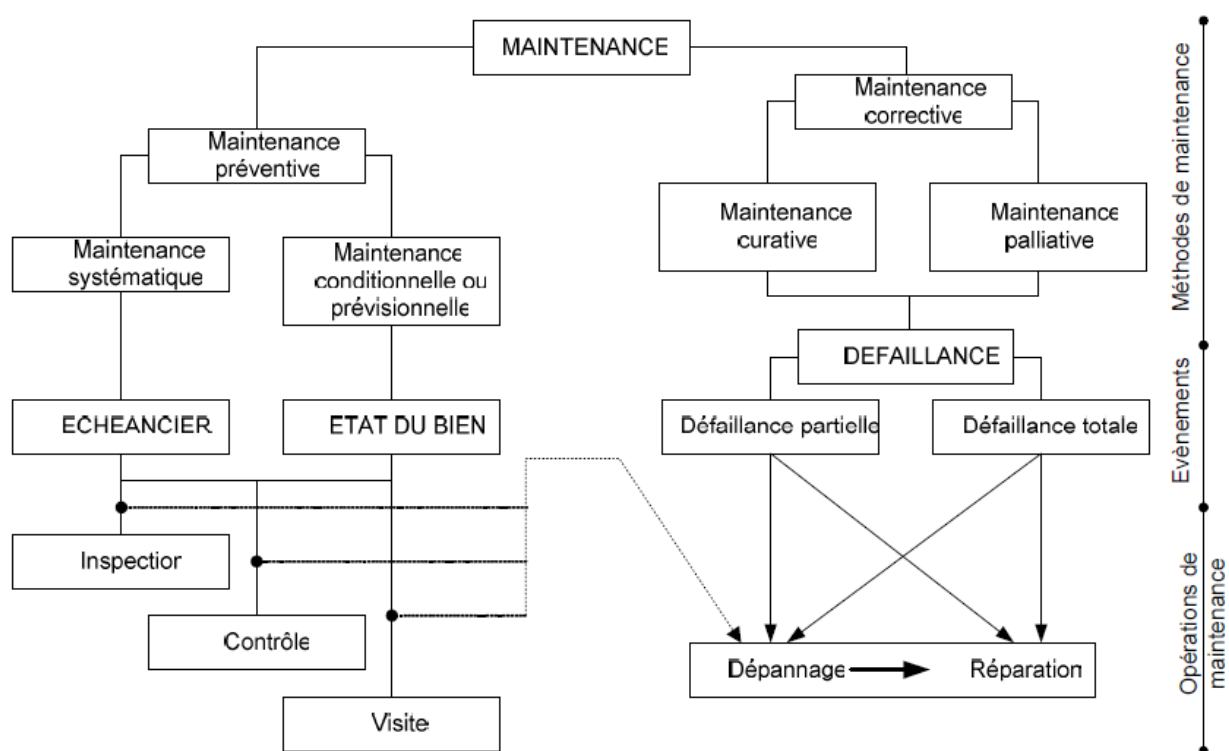 MAINTENANCE
Maintenance
corrective
Maintenance
préventive
Maintenance
curative
Maintenance
palliative
Maintenance
systématique
Maintenance
conditionnelle ou
prévisionnelle
DEFAILLANCE
ECHEANCIER
ETAT DU BIEN
Défaillance partielle
Défaillance totale
Inspection
Contrôle
Visite
Dépannage
Réparation
Méthodes de maintenance
Evènements
Opérations de
maintenance